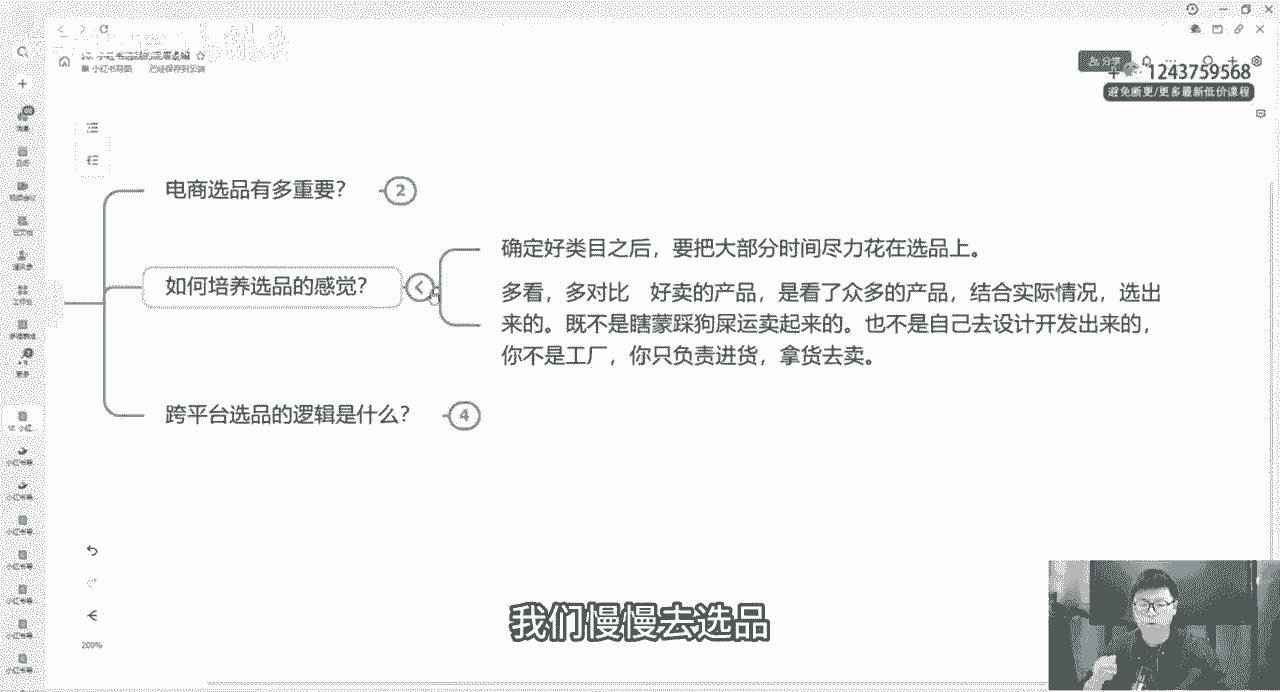 小红书导图
分享
1243759568
避免断更/更多最新低价课程
电商选品有多重要?
2
如何培养选品的感觉?
确定好类目之后，要把大部分时间尽力花在选品上。
多看，多对比 好卖的产品，是看了众多的产品，结合实际情况，选出
来的。既不是瞎蒙踩狗屎运卖起来的。也不是自己去设计开发出来的，
你不是工厂，你只负责进货，拿货去卖。
跨平台选品的逻辑是什么?
4
200%
我们慢慢去选品